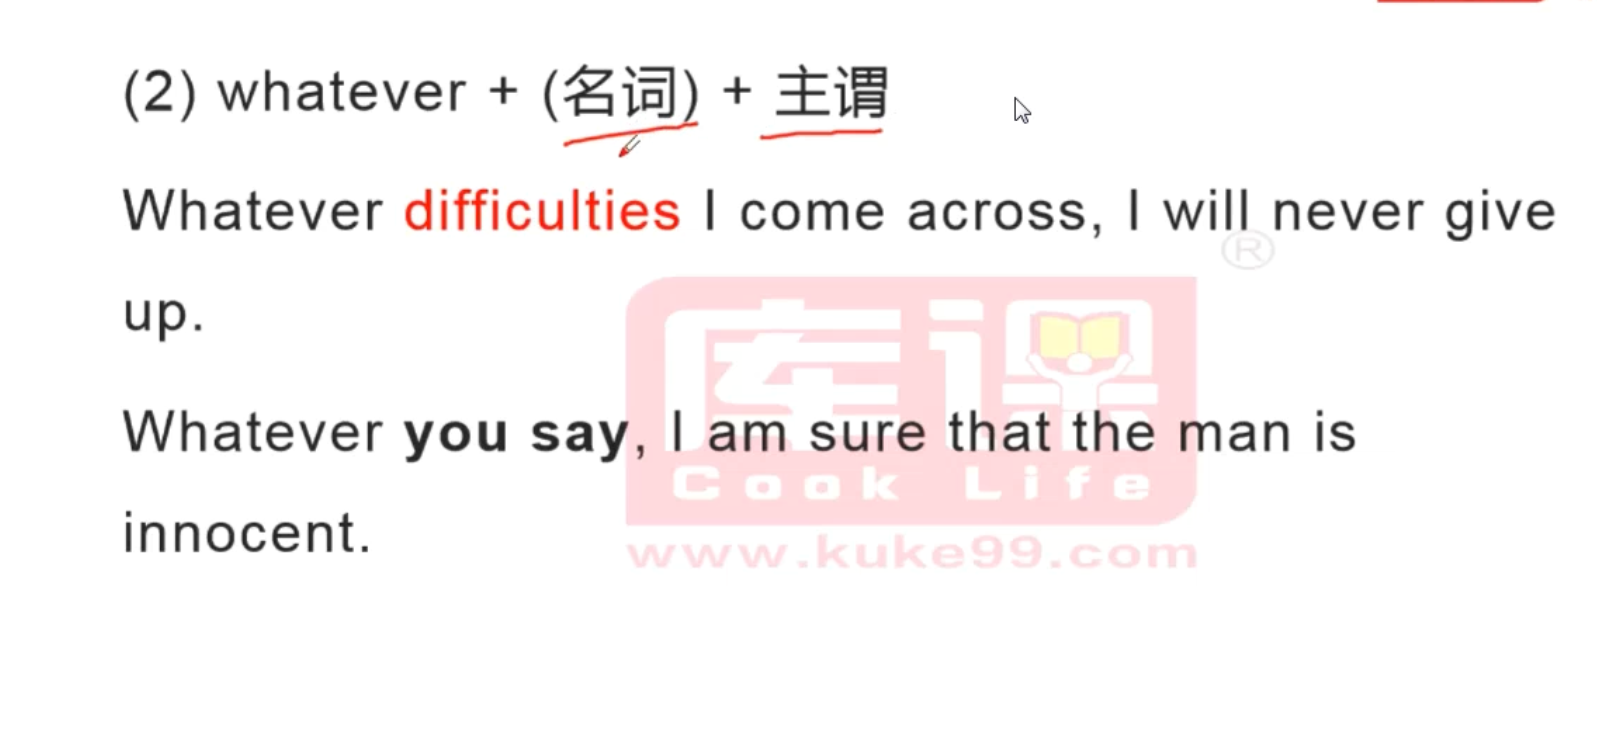 (2) whatever + (名词) + 主谓
Whatever difficulties I come across, I will never give
®
up.
库课
Whatever you say, I am sure that the man is
Cook Life
innocent.
www.kuke99.com